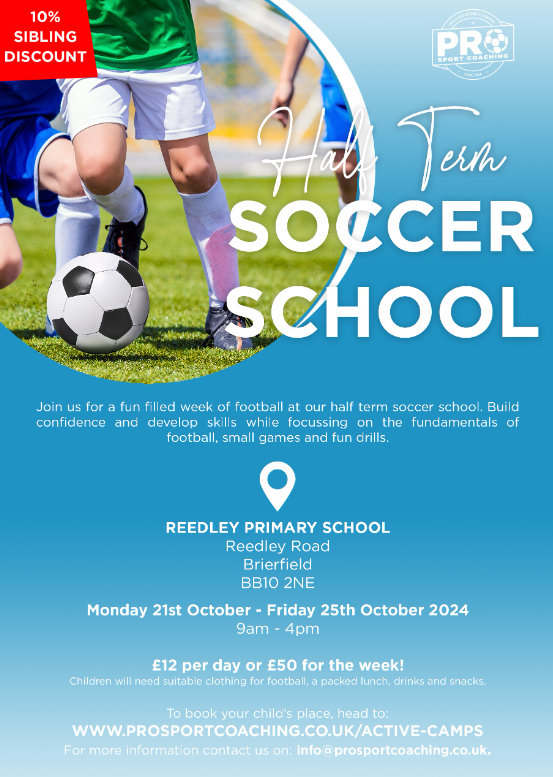 10%
SIBLING
DISCOUNT
PRO
SPORT COACHING
Half Term
SOCCER
SCHOOL
Join us for a fun filled week of football at our half term soccer school. Build
confidence and develop skills while focussing on the fundamentals of
football, small games and fun drills.
REEDLEY PRIMARY SCHOOL
Reedley Road
Brierfield
BB10 2NE
Monday 21st October - Friday 25th October 2024
9am - 4pm
£12 per day or £50 for the week!
Children will need suitable clothing for football, a packed lunch, drinks and snacks.
To book your child's place, head to:
WWW.PROSPORTCOACHING.CO.UK/ACTIVE-CAMPS
For more information contact us on: info@prosportcoaching.co.uk.